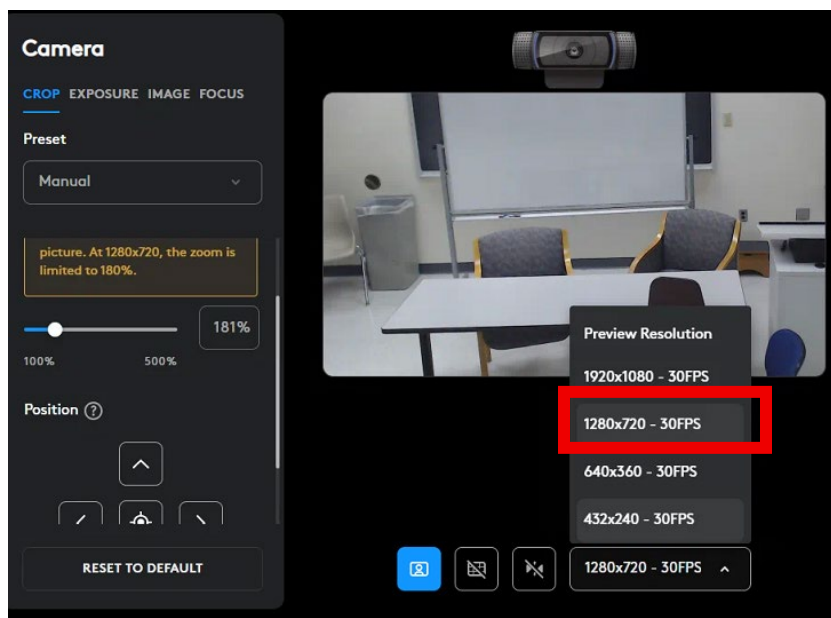 Camera
CROP EXPOSURE IMAGE FOCUS
Preset
Manual
picture. At 1280x720, the zoom is
limited to 180%.
181%
100% 500%
Position ?
RESET TO DEFAULT
Preview Resolution
1920x1080 - 30FPS
1280x720 - 30FPS
640x360 - 30FPS
432x240 - 30FPS
1280x720 - 30FPS